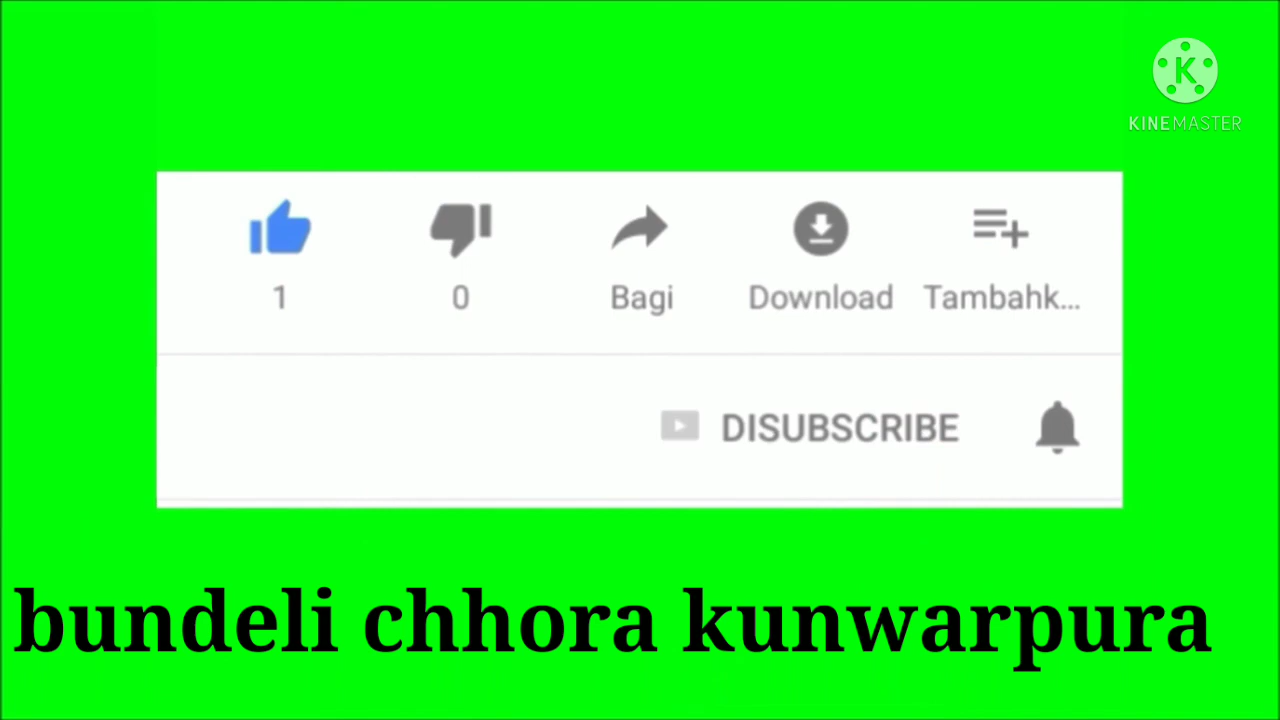 KINEMASTER
1 0 Bagi Download Tambahk...
DISUBSCRIBE
bundeli chhora kunwarpura